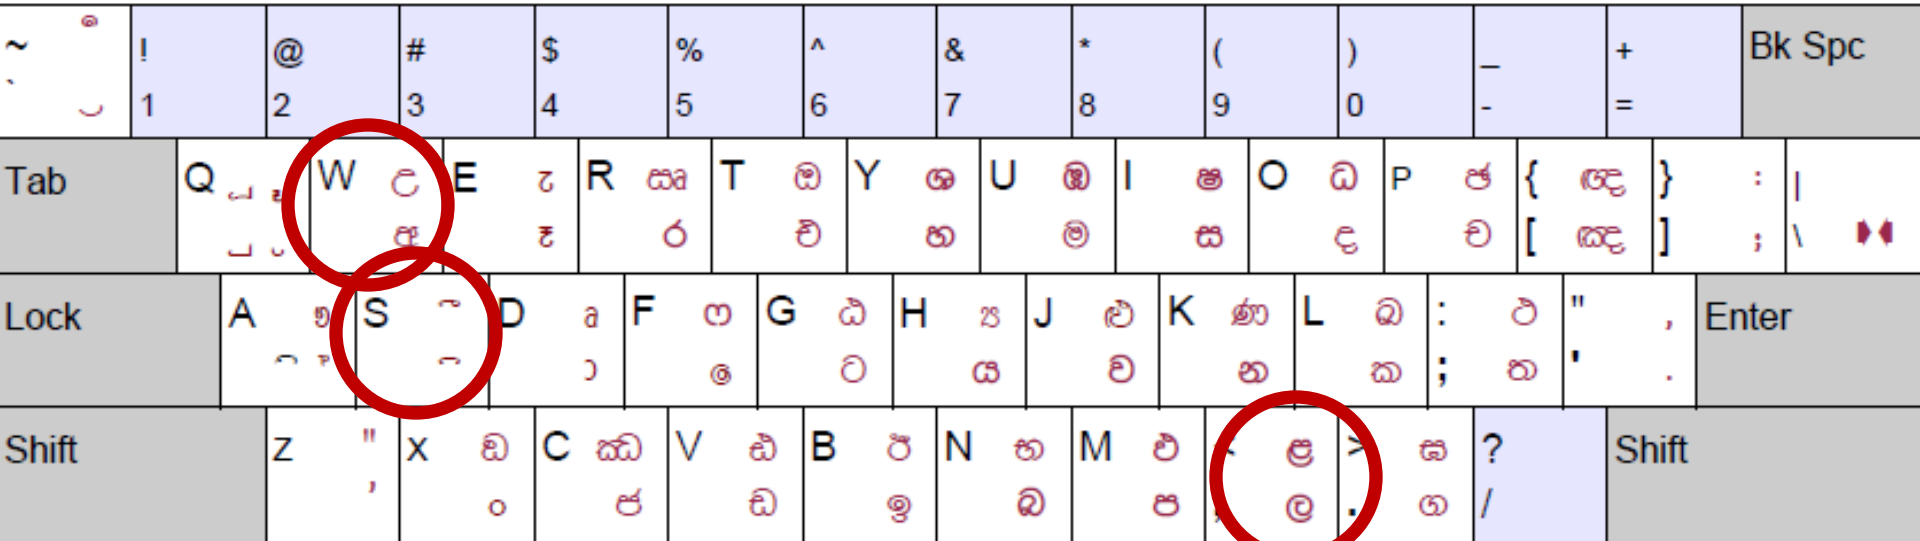 ~ ` ෟ ු
! 1
@ 2
# 3
$ 4
% 5
^ 6
& 7
* 8
( 9
) 0
_ -
+ =
Bk Spc
Tab
Q ූ ු
W උ අ
E ැ ෑ
R ඍ ර
T ඔ එ
Y ශ හ
U ඹ ම
I ෂ ස
O ධ ද
P ඡ ච
{ [ ඥ ඤ
} ] : ;
| \
Lock
A ී ි
S ී ි
D ෘ ා
F ෆ ෙ
G ඨ ට
H ්‍ය ය
J ළු ව
K ණ න
L ඛ ක
: ; ථ ත
" ' , .
Enter
Shift
Z " '
X ඞ ං
C ඣ ජ
V ඪ ඩ
B ඊ ඉ
N භ බ
M ඵ ප
< , ළ ල
> . ඝ ග
? /
Shift